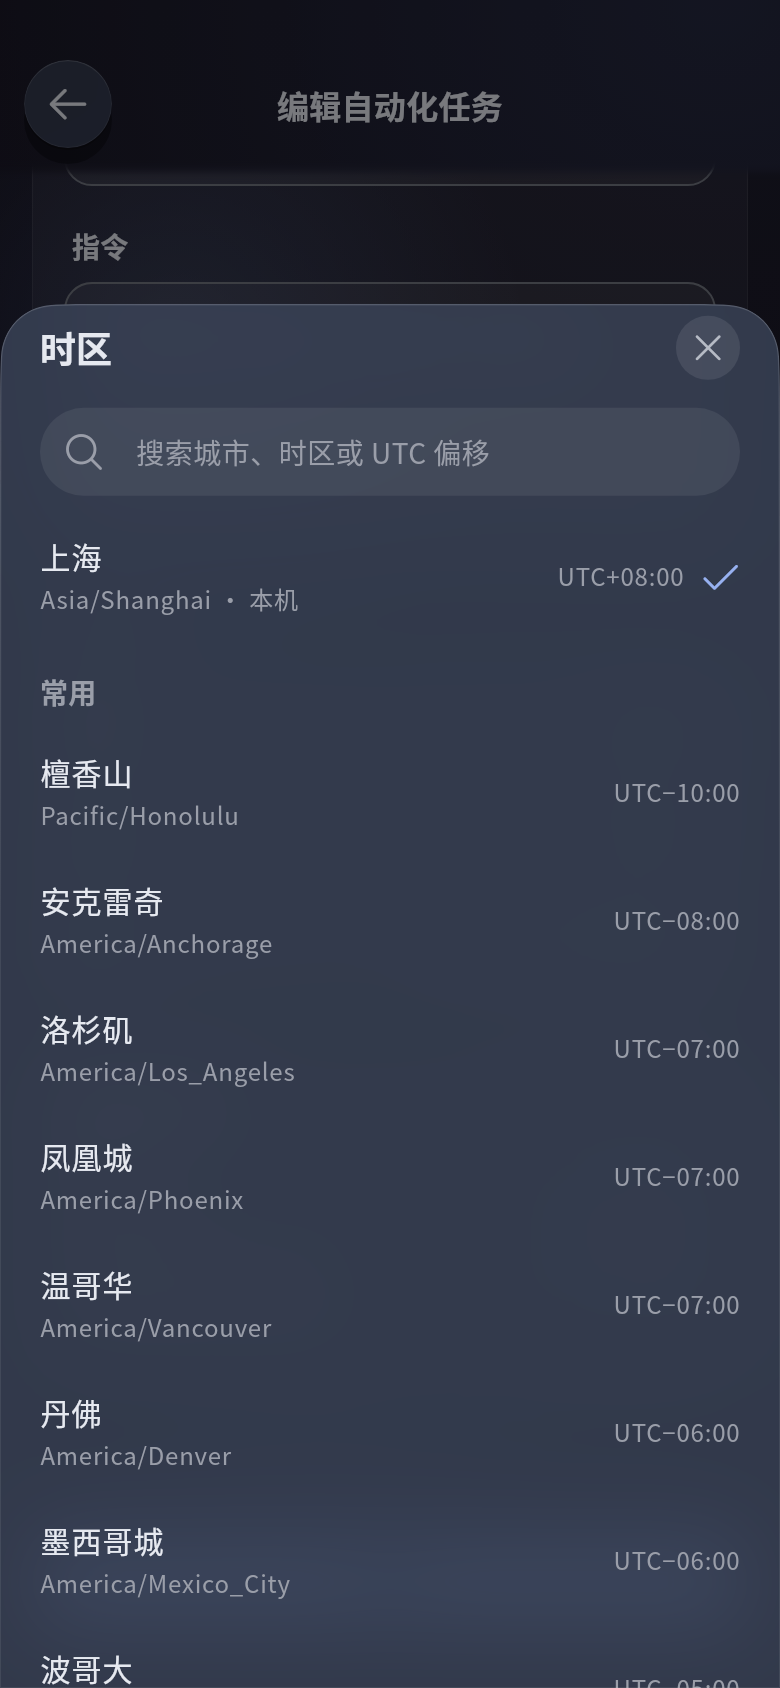 编辑自动化任务
指令
时区
搜索城市、时区或 UTC 偏移
上海
Asia/Shanghai · 本机
UTC+08:00
常用
檀香山
Pacific/Honolulu
UTC−10:00
安克雷奇
America/Anchorage
UTC−08:00
洛杉矶
America/Los_Angeles
UTC−07:00
凤凰城
America/Phoenix
UTC−07:00
温哥华
America/Vancouver
UTC−07:00
丹佛
America/Denver
UTC−06:00
墨西哥城
America/Mexico_City
UTC−06:00
波哥大
UTC−05:00